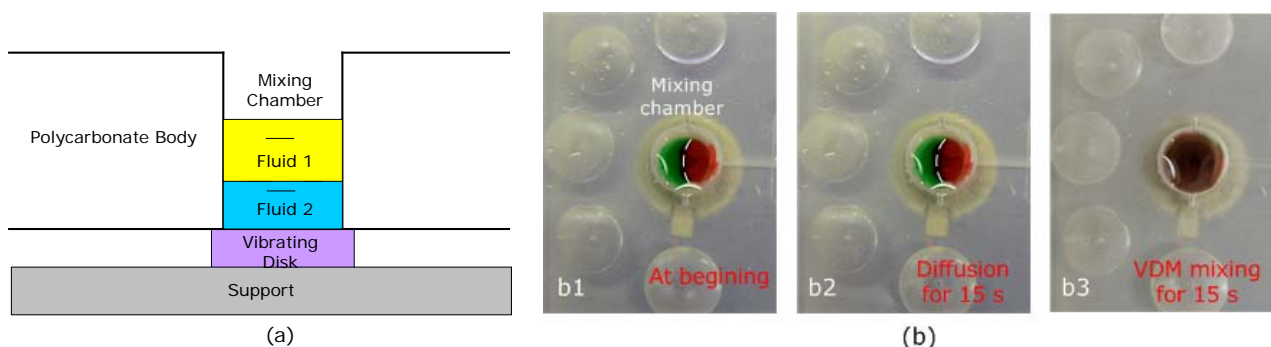 Mixing
Chamber
Polycarbonate Body
Fluid 1
Fluid 2
Vibrating
Disk
Support
(a)
Mixing
chamber
At begining
b1
Diffusion
for 15 s
b2
VDM mixing
for 15 s
b3
(b)